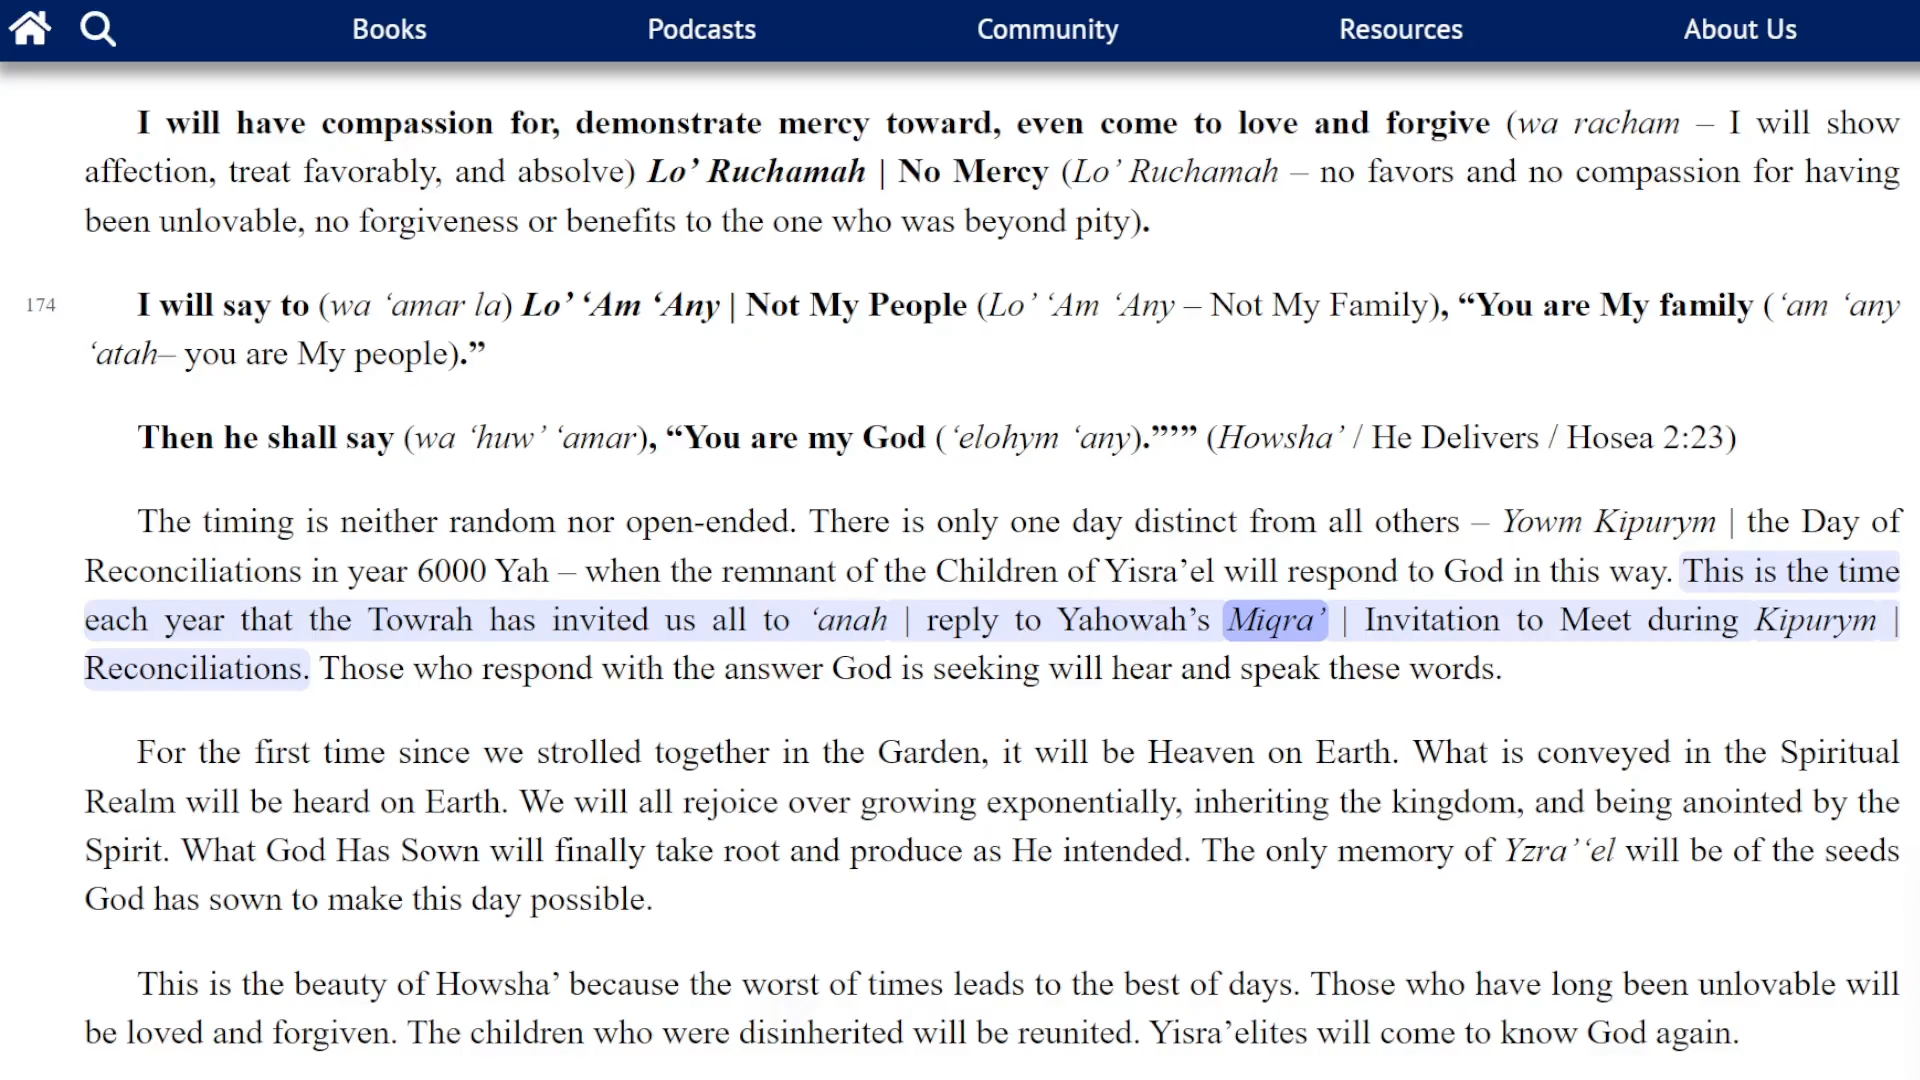 Books Podcasts Community Resources About Us
I will have compassion for, demonstrate mercy toward, even come to love and forgive (wa racham – I will show
affection, treat favorably, and absolve) Lo’ Ruchamah | No Mercy (Lo’ Ruchamah – no favors and no compassion for having
been unlovable, no forgiveness or benefits to the one who was beyond pity).
174 I will say to (wa ‘amar la) Lo’ ‘Am ‘Any | Not My People (Lo’ ‘Am ‘Any – Not My Family), “You are My family (‘am ‘any
‘atah– you are My people).”
Then he shall say (wa ‘huw’ ‘amar), “You are my God (‘elohym ‘any).”’” (Howsha’ / He Delivers / Hosea 2:23)
The timing is neither random nor open-ended. There is only one day distinct from all others – Yowm Kipurym | the Day of
Reconciliations in year 6000 Yah – when the remnant of the Children of Yisra’el will respond to God in this way. This is the time
each year that the Towrah has invited us all to ‘anah | reply to Yahowah’s Miqra’ | Invitation to Meet during Kipurym |
Reconciliations. Those who respond with the answer God is seeking will hear and speak these words.
For the first time since we strolled together in the Garden, it will be Heaven on Earth. What is conveyed in the Spiritual
Realm will be heard on Earth. We will all rejoice over growing exponentially, inheriting the kingdom, and being anointed by the
Spirit. What God Has Sown will finally take root and produce as He intended. The only memory of Yzra’‘el will be of the seeds
God has sown to make this day possible.
This is the beauty of Howsha’ because the worst of times leads to the best of days. Those who have long been unlovable will
be loved and forgiven. The children who were disinherited will be reunited. Yisra’elites will come to know God again.